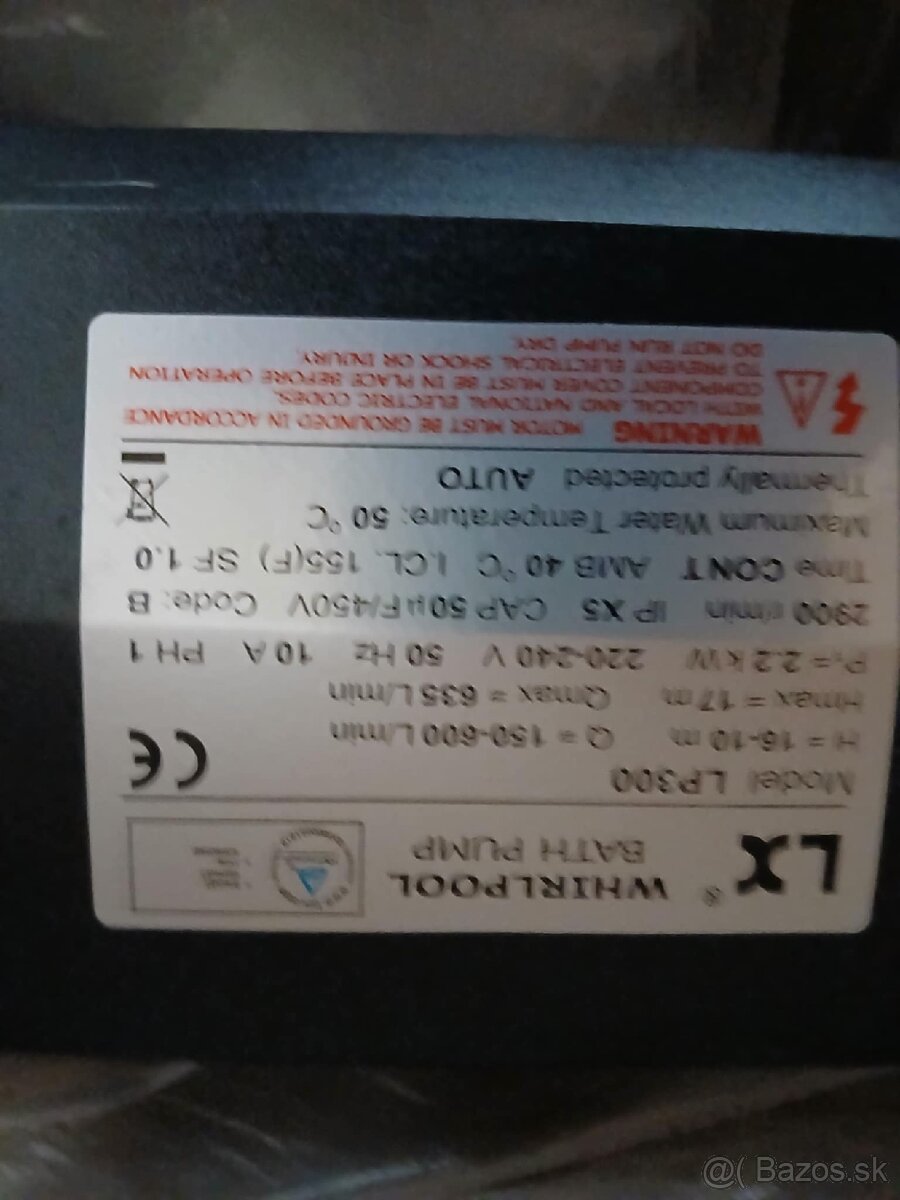 LX® WHIRLPOOL
BATH PUMP
Model LP300
CE
H = 16-10 m Q = 150-600 L/min
Hmax = 17 m Qmax = 635 L/min
P₁= 2.2 kW 220-240 V 50 Hz 10 A PH 1
2900 r/min IP X5 CAP 50 µF/450V Code: B
Time CONT AMB 40 °C I.CL. 155(F) SF 1.0
Maximum Water Temperature: 50 °C
Thermally protected AUTO
WARNING MOTOR MUST BE GROUNDED IN ACCORDANCE
WITH LOCAL AND NATIONAL ELECTRIC CODES.
COMPONENT COVER MUST BE IN PLACE BEFORE OPERATION
TO PREVENT ELECTRICAL SHOCK OR INJURY.
DO NOT RUN PUMP DRY.
@( Bazos.sk